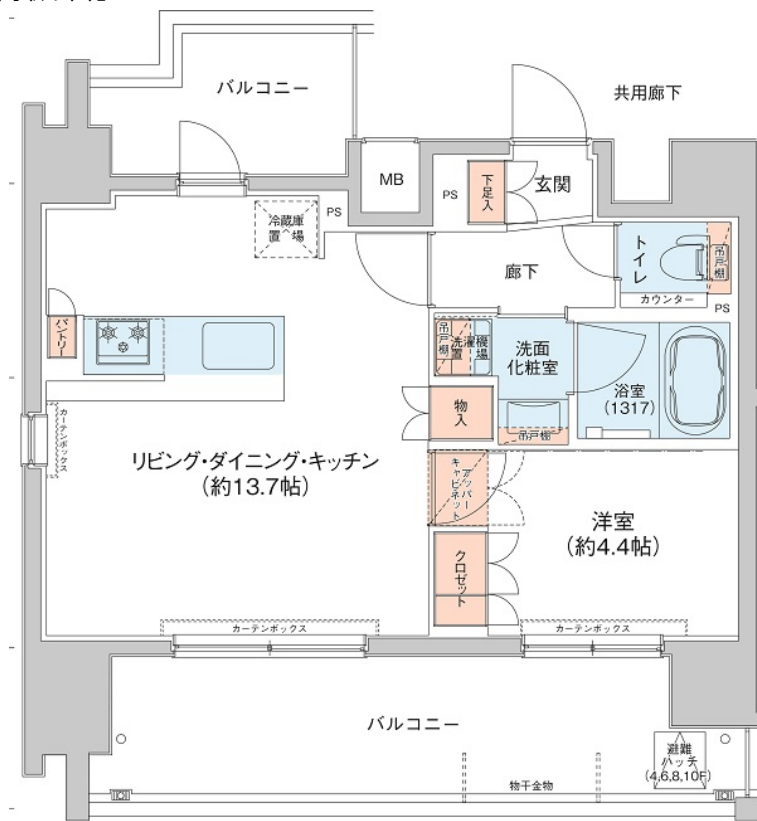 バルコニー
共用廊下
MB
PS
下足入
玄関
PS
冷蔵庫
置場
トイレ
吊戸棚
廊下
カウンター
PS
パントリー
吊戸棚
洗濯機
置場
洗面
化粧室
浴室
(1317)
物入
吊戸棚
カーテンボックス
リビング・ダイニング・キッチン
(約13.7帖)
アッパー
キャビネット
洋室
(約4.4帖)
クロゼット
カーテンボックス
カーテンボックス
バルコニー
避難
ハッチ
(4,6,8,10F)
物干金物